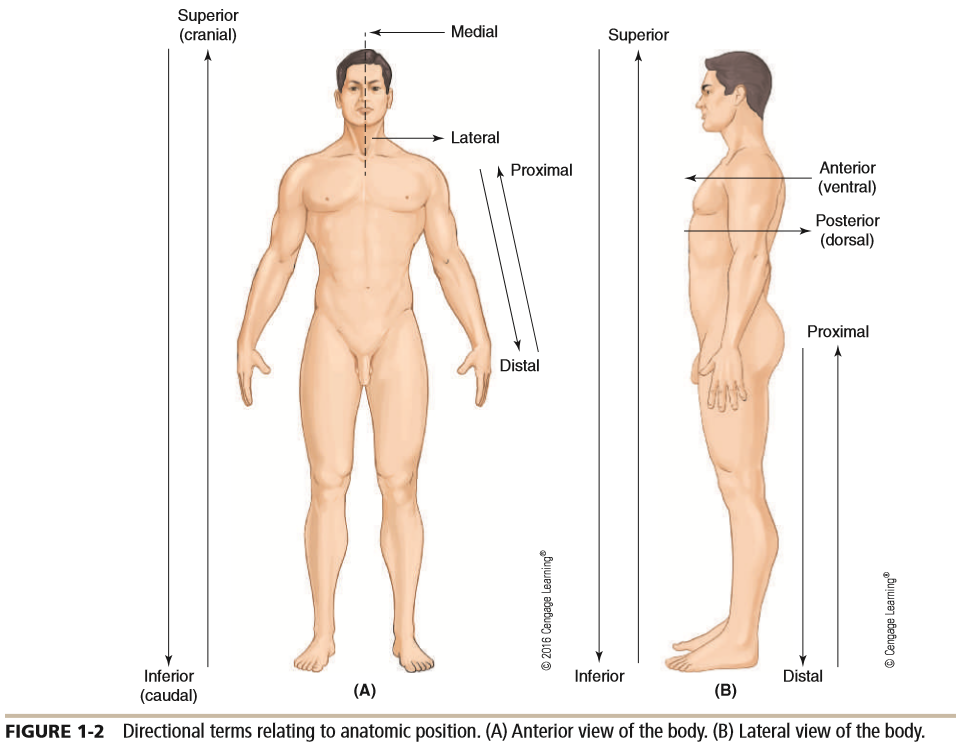 Superior
(cranial)
Medial
Lateral
Proximal
Distal
Inferior
(caudal)
(A)
© 2016 Cengage Learning®
Superior
Anterior
(ventral)
Posterior
(dorsal)
Proximal
Inferior
Distal
(B)
© Cengage Learning®
FIGURE 1-2 Directional terms relating to anatomic position. (A) Anterior view of the body. (B) Lateral view of the body.